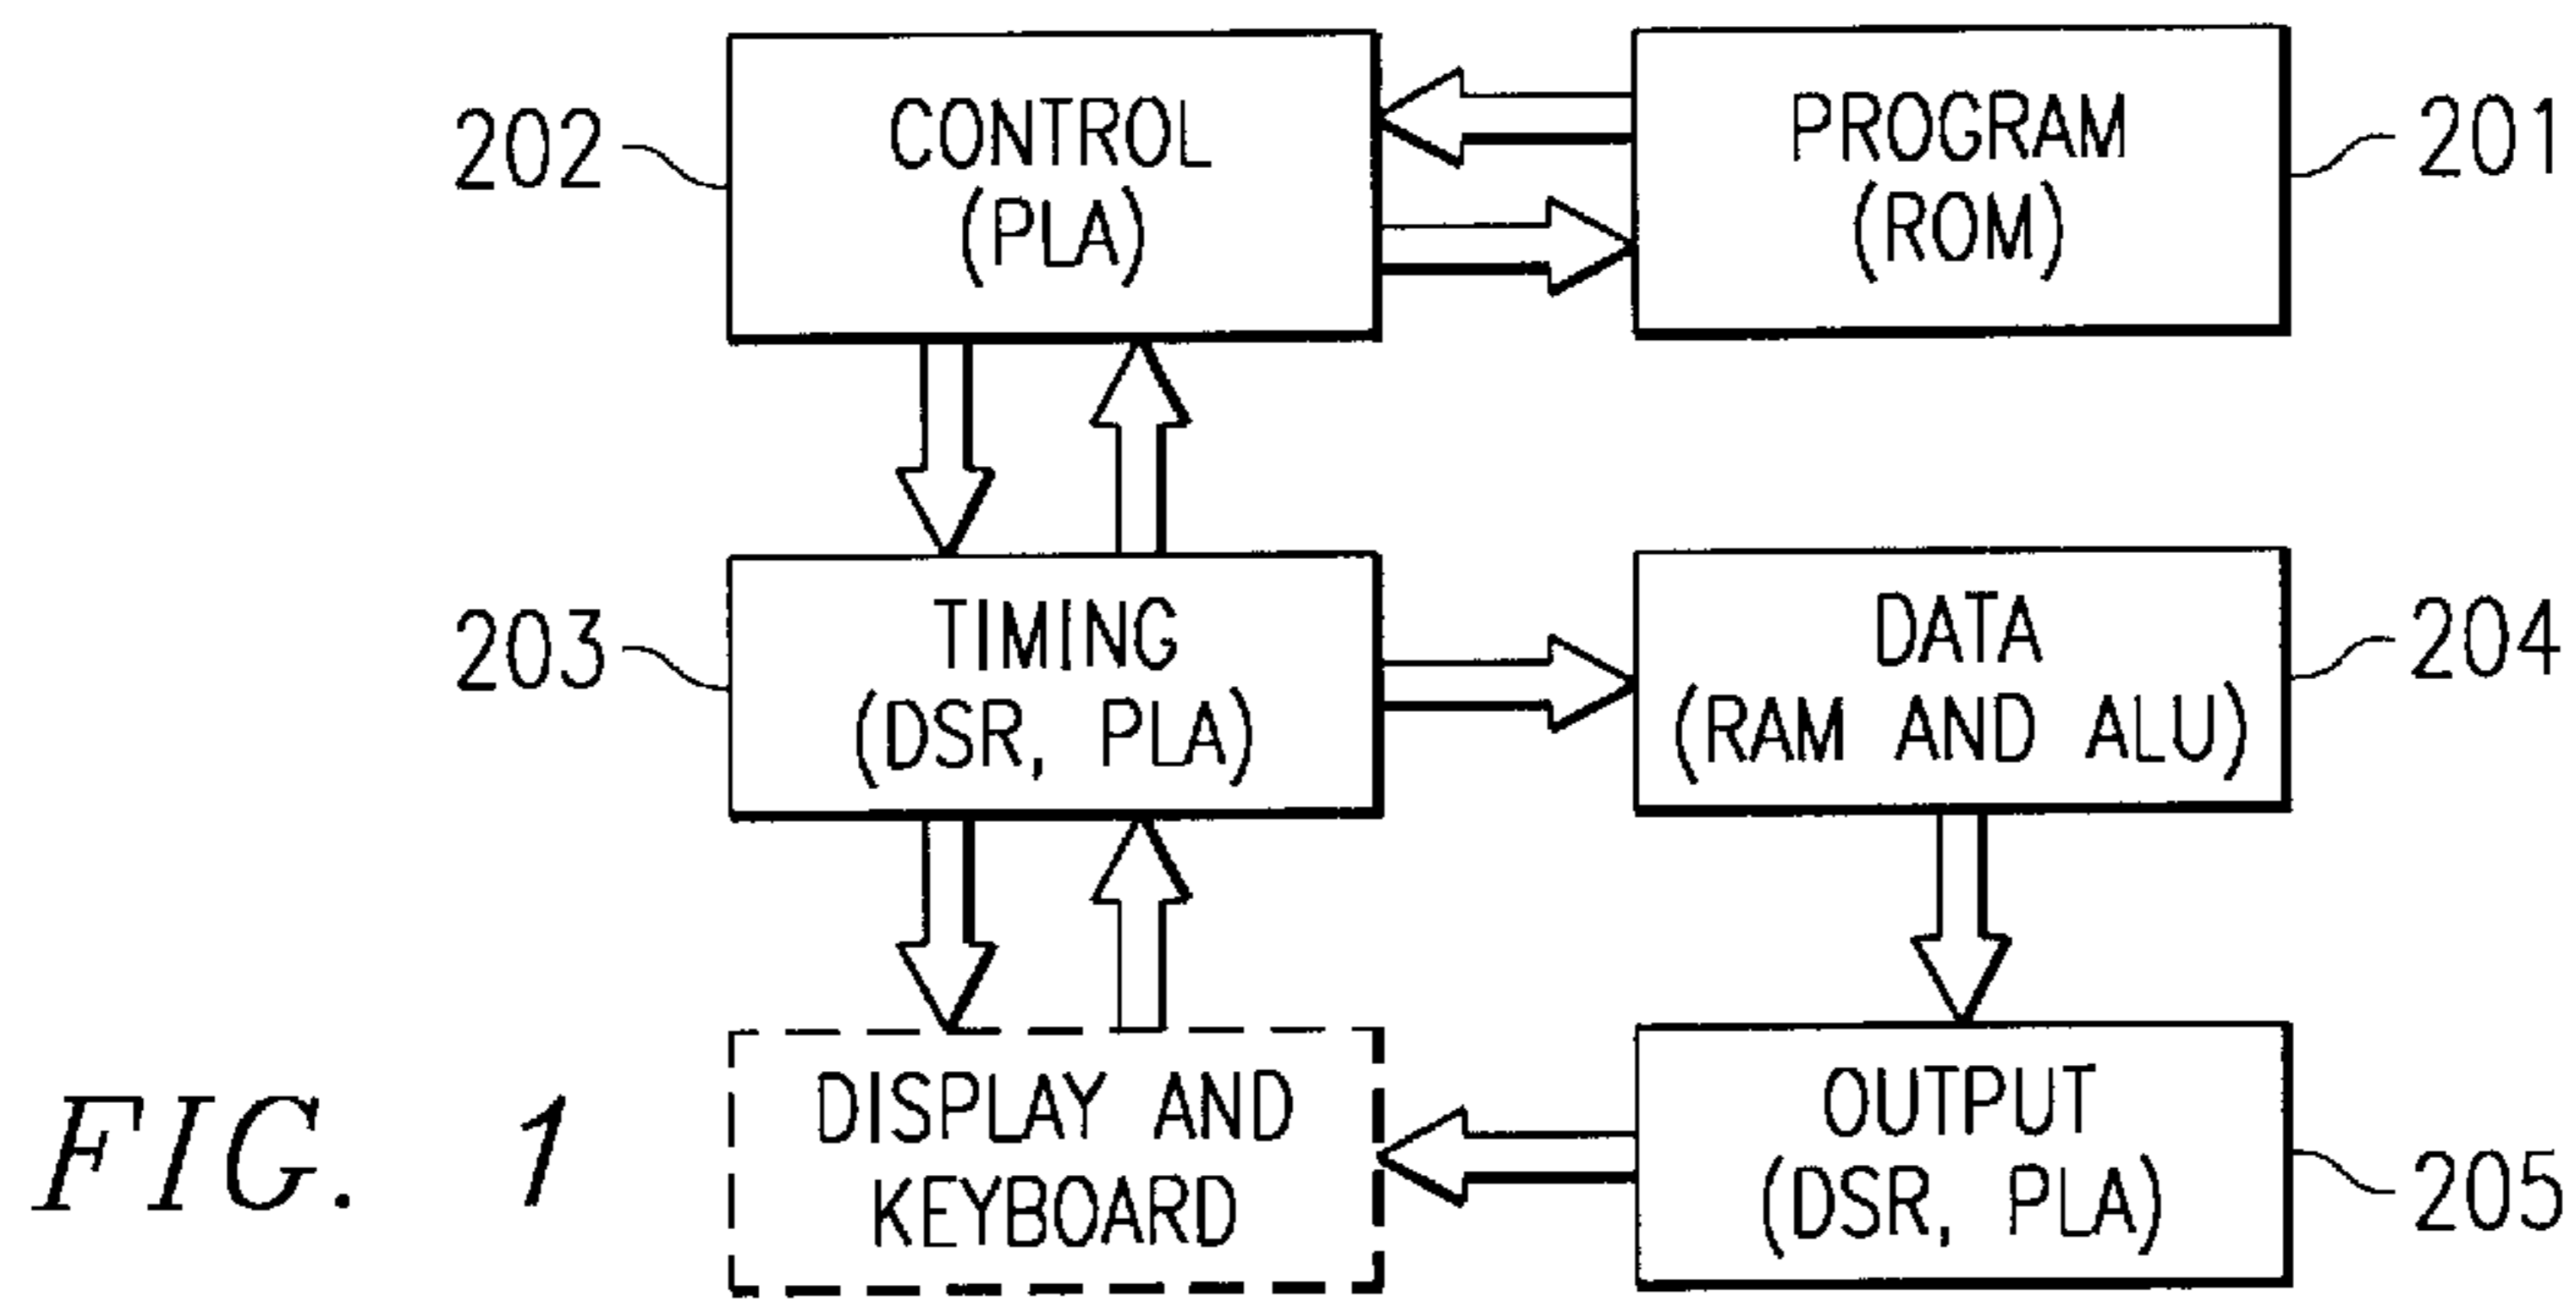 202
CONTROL
(PLA)
PROGRAM
(ROM)
201
203
TIMING
(DSR, PLA)
DATA
(RAM AND ALU)
204
DISPLAY AND
KEYBOARD
OUTPUT
(DSR, PLA)
205
FIG. 1